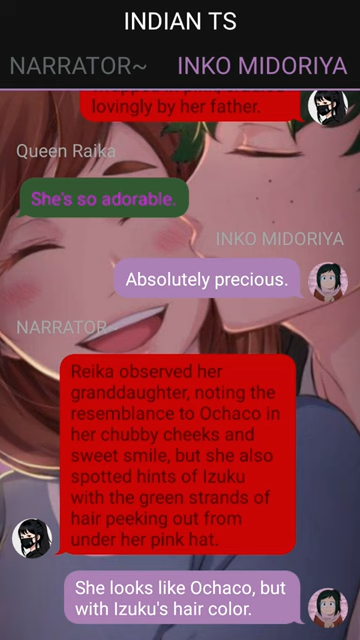 INDIAN TS
NARRATOR~ INKO MIDORIYA
lovingly by her father.
Queen Raika
She's so adorable.
INKO MIDORIYA
Absolutely precious.
NARRATOR~
Reika observed her
granddaughter, noting the
resemblance to Ochaco in
her chubby cheeks and
sweet smile, but she also
spotted hints of Izuku
with the green strands of
hair peeking out from
under her pink hat.
She looks like Ochaco, but
with Izuku's hair color.